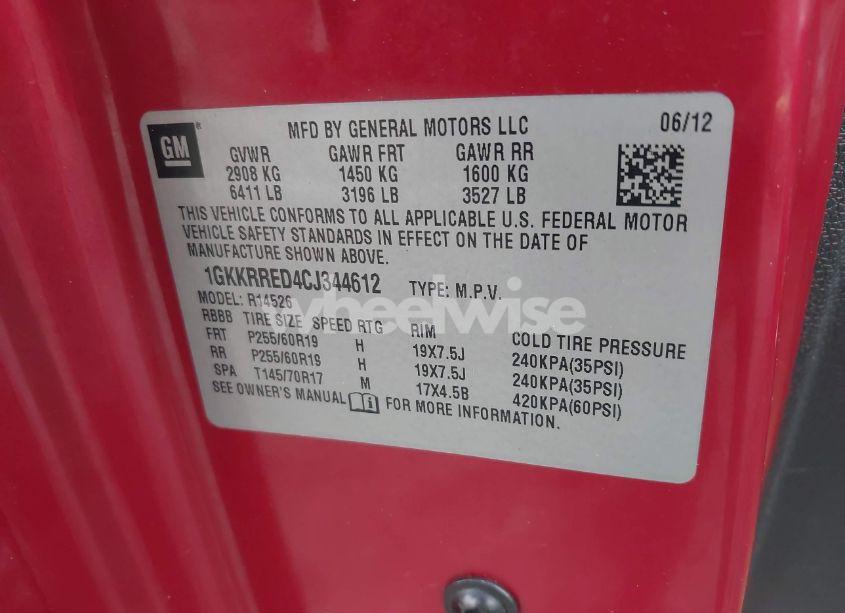 GM
MFD BY GENERAL MOTORS LLC 06/12
GVWR GAWR FRT GAWR RR
2908 KG 1450 KG 1600 KG
6411 LB 3196 LB 3527 LB
THIS VEHICLE CONFORMS TO ALL APPLICABLE U.S. FEDERAL MOTOR
VEHICLE SAFETY STANDARDS IN EFFECT ON THE DATE OF
MANUFACTURE SHOWN ABOVE.
1GKKRRED4CJ344612 TYPE: M.P.V.
MODEL: R14526
wheelwise
RBBB TIRE SIZE SPEED RTG RIM COLD TIRE PRESSURE
FRT P255/60R19 H 19X7.5J 240KPA(35PSI)
RR P255/60R19 H 19X7.5J 240KPA(35PSI)
SPA T145/70R17 M 17X4.5B 420KPA(60PSI)
SEE OWNER'S MANUAL FOR MORE INFORMATION.